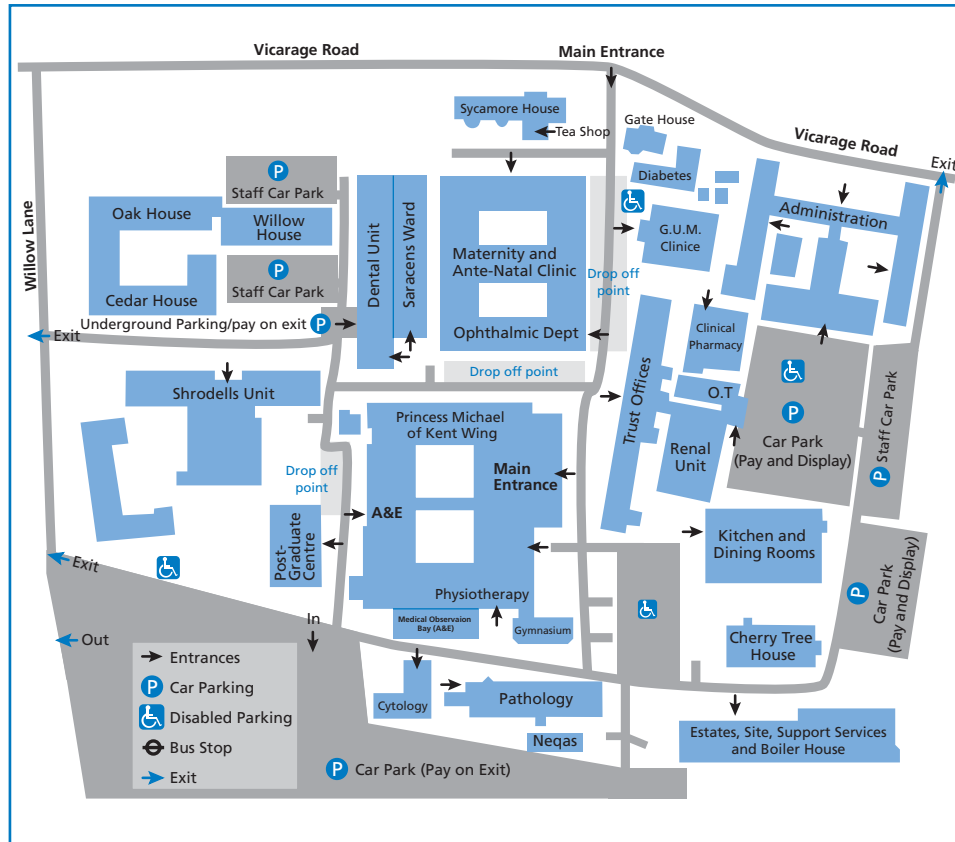 Vicarage Road
Main Entrance
Sycamore House
Tea Shop
Gate House
Vicarage Road
Exit
P
Staff Car Park
Diabetes
Oak House
Willow
House
Administration
Willow Lane
Dental Unit
Saracens Ward
Maternity and
Ante-Natal Clinic
G.U.M.
Clinice
P
Staff Car Park
Drop off
point
Cedar House
Underground Parking/pay on exit
P
Exit
Ophthalmic Dept
Clinical
Pharmacy
Drop off point
Shrodells Unit
Trust Offices
O.T
P
Princess Michael
of Kent Wing
Car Park
(Pay and Display)
Renal
Unit
P
Staff Car Park
Drop off
point
Main
Entrance
A&E
Post-
Graduate
Centre
Kitchen and
Dining Rooms
Exit
P
Car Park
(Pay and Display)
Physiotherapy
In
Medical Observaion
Bay (A&E)
Gymnasium
Out
Cherry Tree
House
Entrances
P
Car Parking
Disabled Parking
Bus Stop
Exit
Cytology
Pathology
Neqas
Estates, Site, Support Services
and Boiler House
P
Car Park (Pay on Exit)